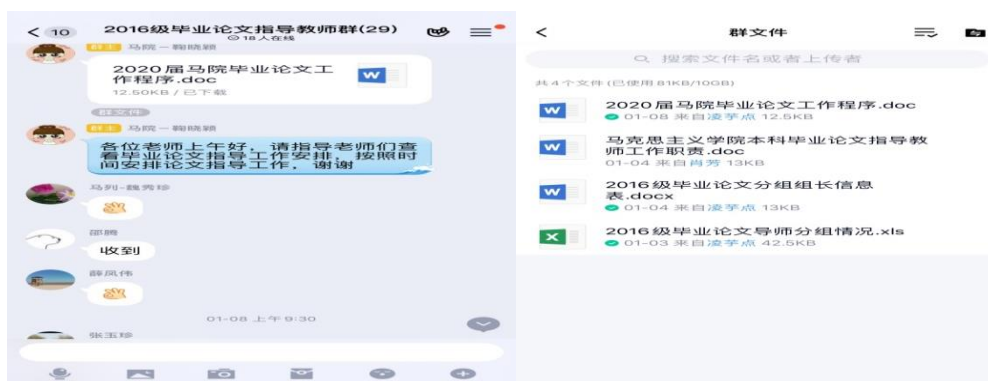 < 10
2016级毕业论文指导教师群(29)
18人在线
群主 马院－鞠晓颖
2020届马院毕业论文工
作程序.doc
12.50KB / 已下载
群文件
群主 马院－鞠晓颖
各位老师上午好，请指导老师们查
看毕业论文指导工作安排，按照时
间安排论文指导工作，谢谢
马列-魏秀珍
邵腾
收到
薛凤伟
01-08 上午9:30
张玉珍
群文件
搜索文件名或者上传者
共4个文件(已使用81KB/10GB)
2020届马院毕业论文工作程序.doc
01-08 来自凌芓点 12.5KB
马克思主义学院本科毕业论文指导教
师工作职责.doc
01-04 来自肖芳 13KB
2016级毕业论文分组组长信息
表.docx
01-04 来自凌芓点 13KB
2016级毕业论文导师分组情况.xls
01-03 来自凌芓点 42.5KB